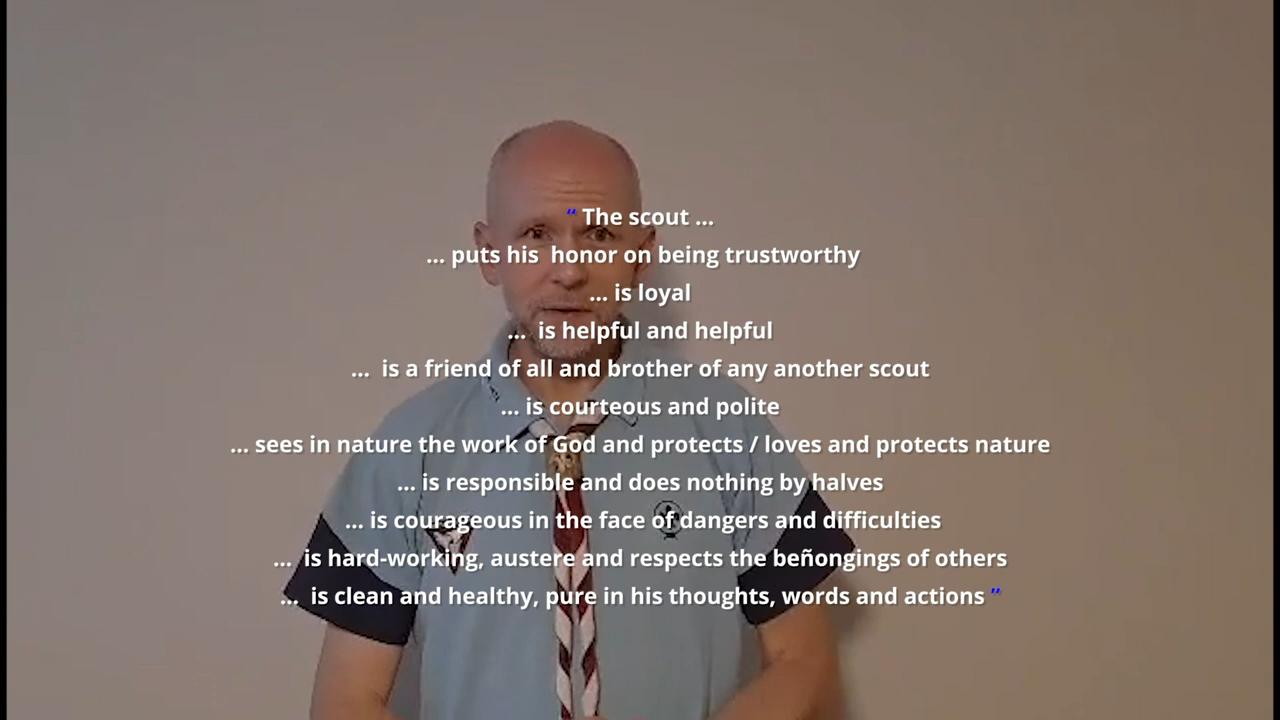 “ The scout ...
... puts his  honor on being trustworthy
... is loyal
...  is helpful and helpful
...  is a friend of all and brother of any another scout
... is courteous and polite
... sees in nature the work of God and protects / loves and protects nature
... is responsible and does nothing by halves
... is courageous in the face of dangers and difficulties
...  is hard-working, austere and respects the beñongings of others
...  is clean and healthy, pure in his thoughts, words and actions ”